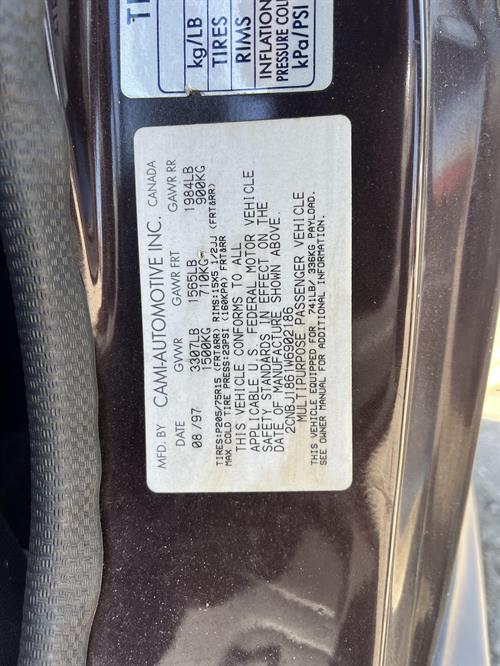 TI
kg/LB
TIRES
RIMS
INFLATION
PRESSURE COL
kPa/PSI
MFD. BY CAMI-AUTOMOTIVE INC. CANADA
DATE GVWR GAWR FRT GAWR RR
08/97 3307LB 1565LB 1984LB
1500KG 710KG 900KG
TIRES:P205/75R15 (FRT&RR) RIMS:15X5 1/2JJ (FRT&RR)
MAX COLD TIRE PRESSURE:23PSI (160KPA) FRT&RR
THIS VEHICLE CONFORMS TO ALL
APPLICABLE U.S. FEDERAL MOTOR VEHICLE
SAFETY STANDARDS IN EFFECT ON THE
DATE OF MANUFACTURE SHOWN ABOVE.
2CNBJ1861W6902186
MULTIPURPOSE PASSENGER VEHICLE
THIS VEHICLE EQUIPPED FOR 741LB/ 336KG PAYLOAD.
SEE OWNER MANUAL FOR ADDITIONAL INFORMATION.